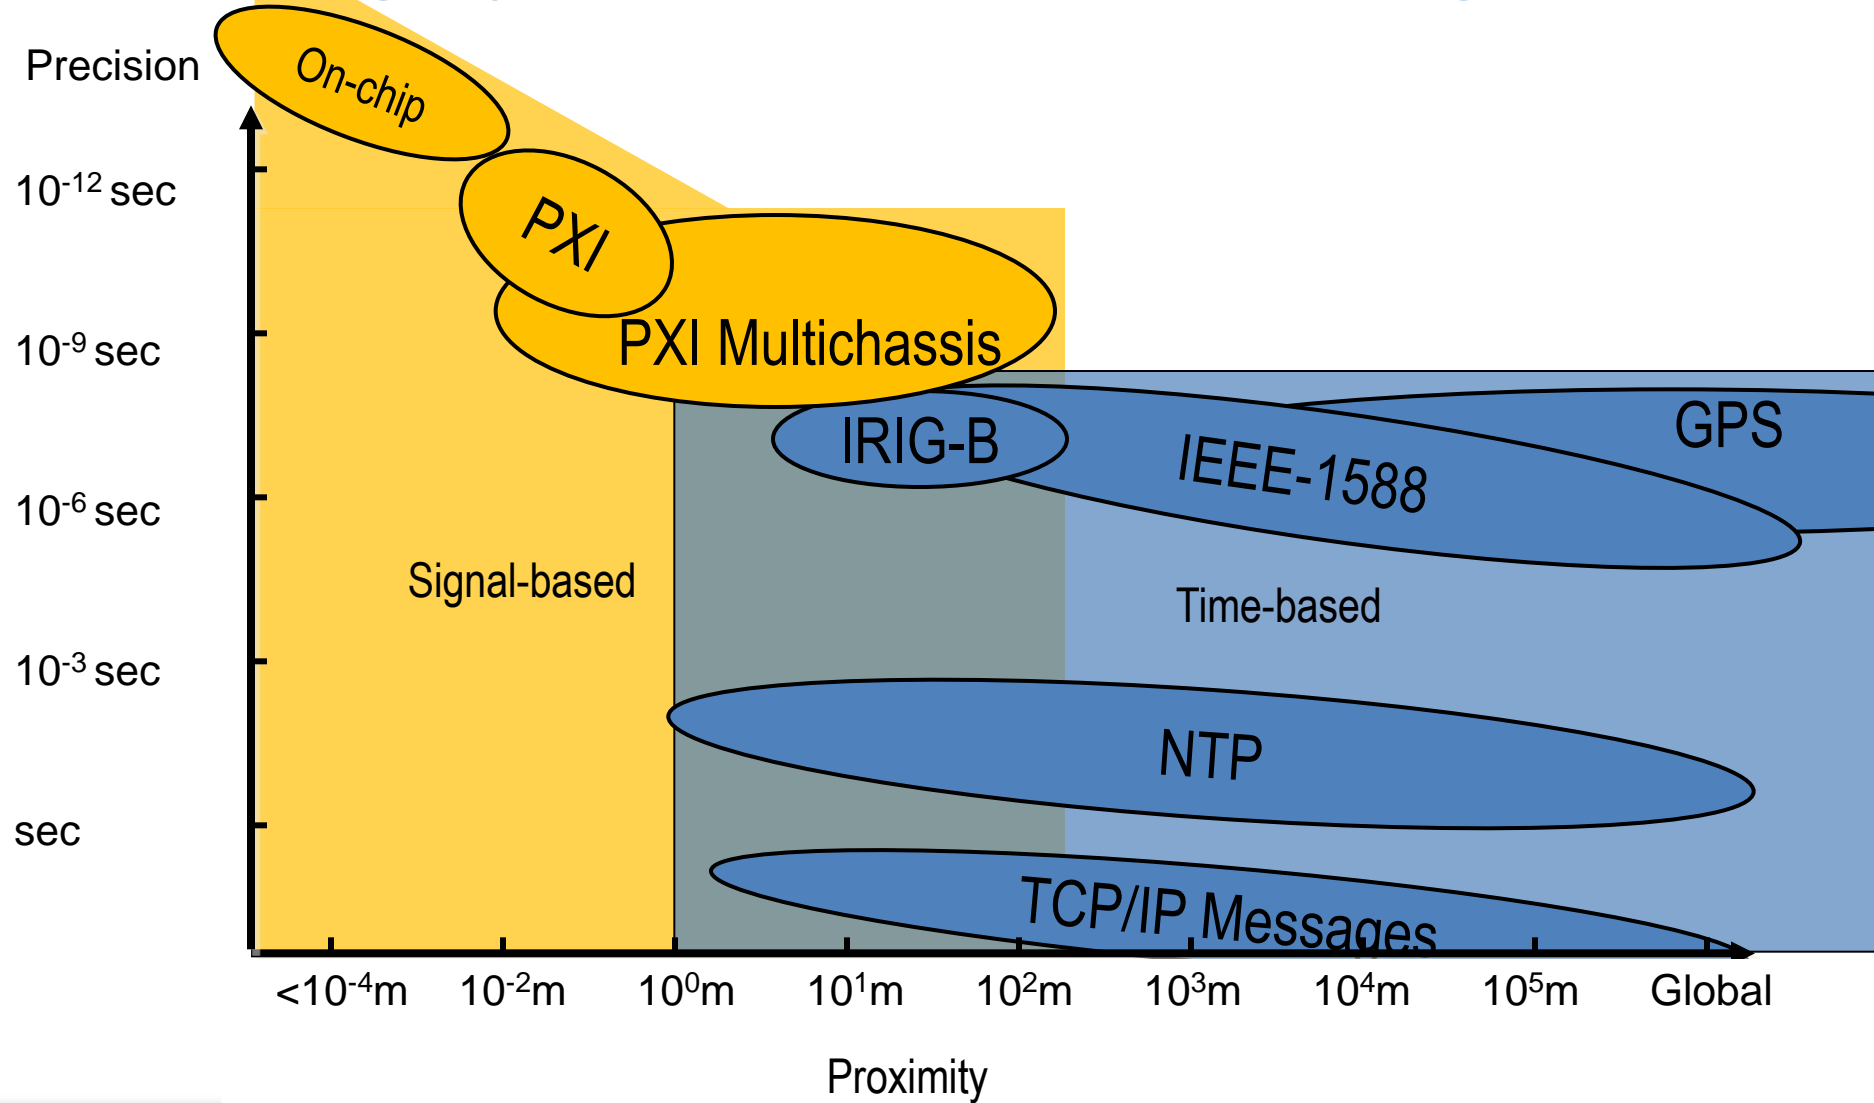 Precision
On-chip
10-12 sec
PXI
PXI Multichassis
10-9 sec
GPS
IRIG-B
IEEE-1588
10-6 sec
Signal-based
Time-based
10-3 sec
NTP
sec
TCP/IP Messages
<10-4m 10-2m 100m 101m 102m 103m 104m 105m Global
Proximity